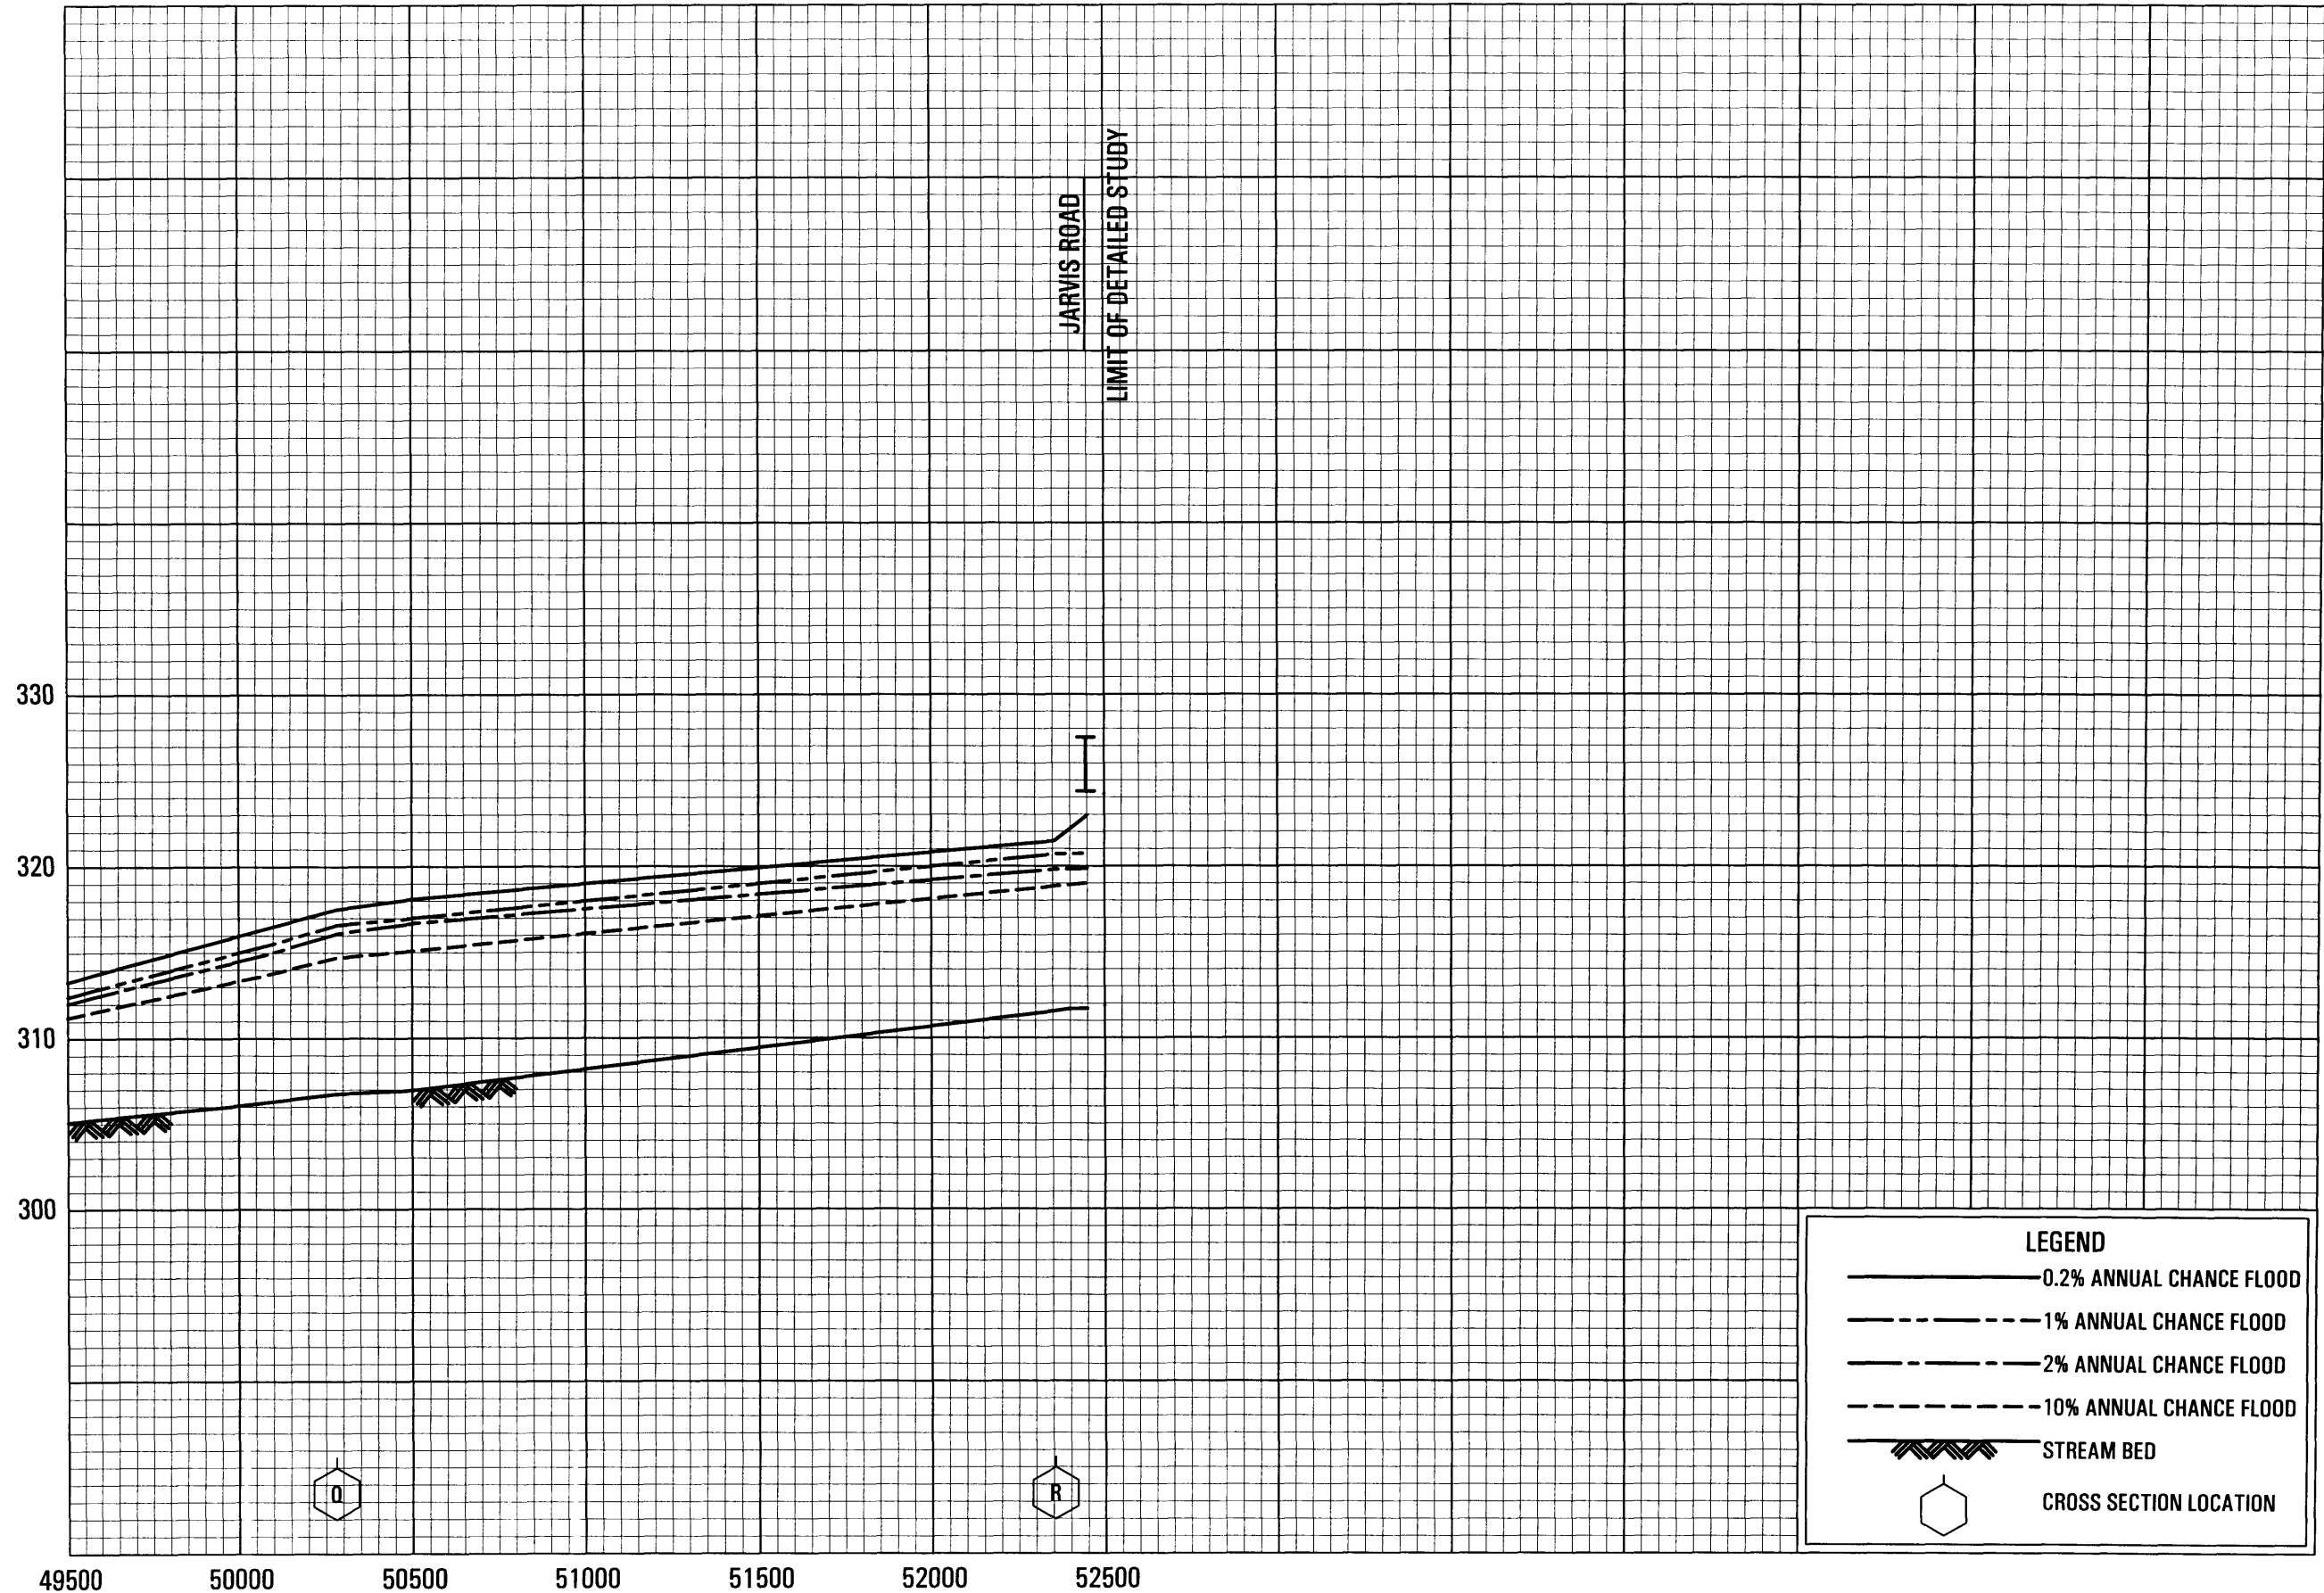 JARVIS ROAD
LIMIT OF DETAILED STUDY
330
320
310
300
Q
R
LEGEND
0.2% ANNUAL CHANCE FLOOD
1% ANNUAL CHANCE FLOOD
2% ANNUAL CHANCE FLOOD
10% ANNUAL CHANCE FLOOD
STREAM BED
CROSS SECTION LOCATION
49500 50000 50500 51000 51500 52000 52500